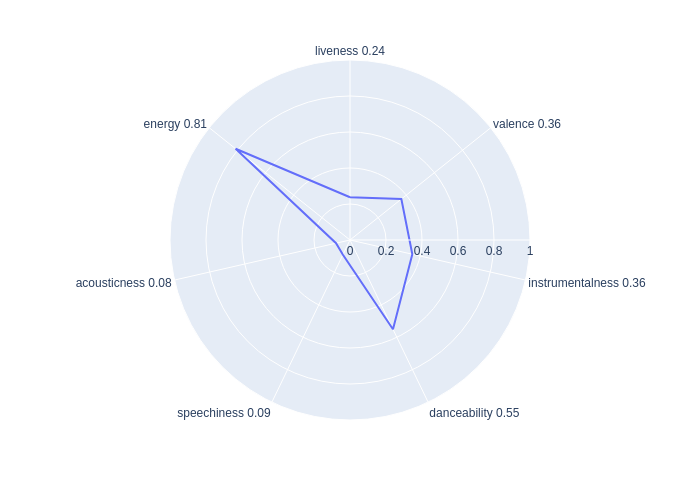 liveness 0.24
energy 0.81
valence 0.36
0 0.2 0.4 0.6 0.8 1
acousticness 0.08
instrumentalness 0.36
speechiness 0.09
danceability 0.55